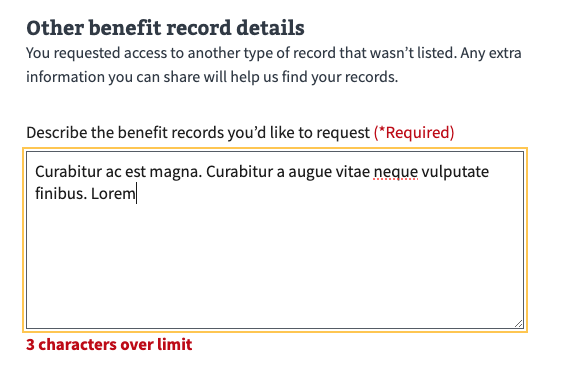 Other benefit record details
You requested access to another type of record that wasn’t listed. Any extra
information you can share will help us find your records.
Describe the benefit records you’d like to request (*Required)
Curabitur ac est magna. Curabitur a augue vitae neque vulputate
finibus. Lorem
3 characters over limit